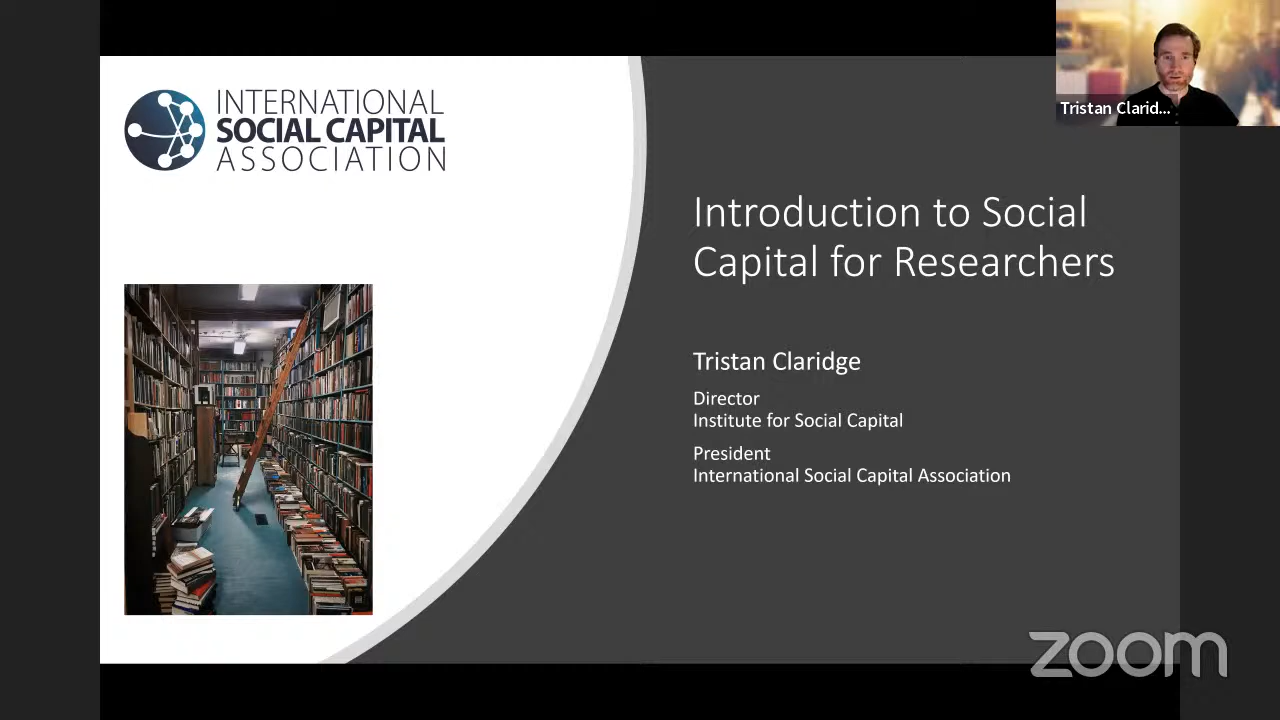 INTERNATIONAL
SOCIAL CAPITAL
ASSOCIATION
Tristan Clarid...
Introduction to Social
Capital for Researchers
Tristan Claridge
Director
Institute for Social Capital
President
International Social Capital Association
zoom